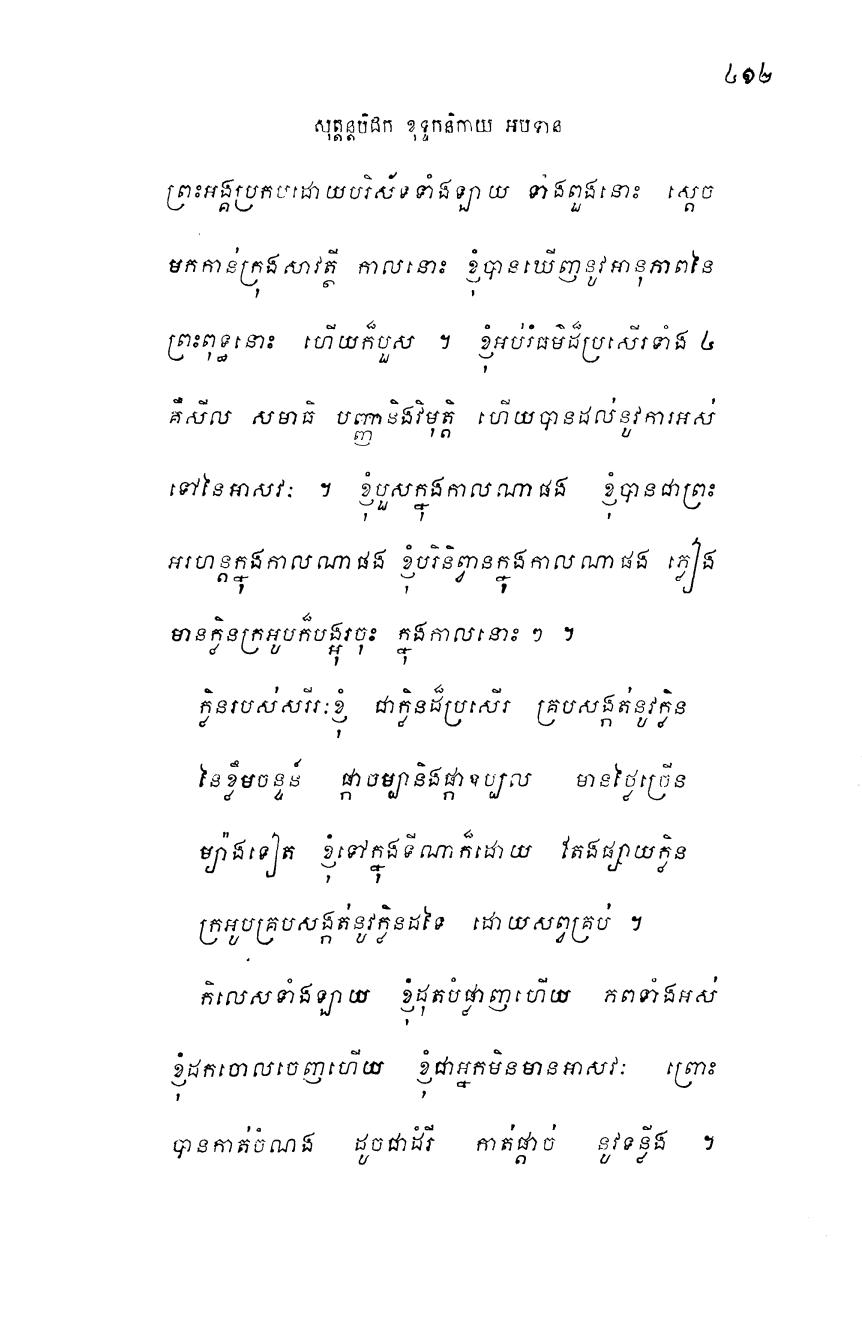 ៤១២
សុត្តន្តបិដក ខុទ្ទកនិកាយ អបទាន
ព្រះអង្គប្រកបដោយបរិស័ទទាំងឡាយ ទាំងពួងនោះ ស្តេច
មកកាន់ក្រុងសាវត្ថី កាលនោះ ខ្ញុំបានឃើញនូវអានុភាពនៃ
ព្រះពុទ្ធនោះ ហើយក៏បួស ។ ខ្ញុំអប់រំធម៌ដ៏ប្រសើរទាំង ៤
គឺសីល សមាធិ បញ្ញានិងវិមុត្តិ ហើយបានដល់នូវការអស់
ទៅនៃអាសវៈ ។ ខ្ញុំបួសក្នុងកាលណាផង ខ្ញុំបានជាព្រះ
អរហន្តក្នុងកាលណាផង ខ្ញុំបរិនិព្វានក្នុងកាលណាផង ភ្លៀង
មានក្លិនក្រអូបក៏បង្អុរចុះ ក្នុងកាលនោះ ៗ ។
ក្លិនរបស់សរីរៈខ្ញុំ ជាក្លិនដ៏ប្រសើរ គ្របសង្កត់នូវក្លិន
នៃខ្លឹមចន្ទន៍ ផ្កាចម្បានិងផ្កាឧប្បល មានថ្លៃច្រើន
ម្យ៉ាងទៀត ខ្ញុំទៅក្នុងទីណាក៏ដោយ តែងផ្សាយក្លិន
ក្រអូបគ្របសង្កត់នូវក្លិនដទៃ ដោយសព្វគ្រប់ ។
កិលេសទាំងឡាយ ខ្ញុំដុតបំផ្លាញហើយ ភពទាំងអស់
ខ្ញុំដកចោលចេញហើយ ខ្ញុំជាអ្នកមិនមានអាសវៈ ព្រោះ
បានកាត់ចំណង ដូចជាដំរី កាត់ផ្តាច់ នូវទន្លីង ។